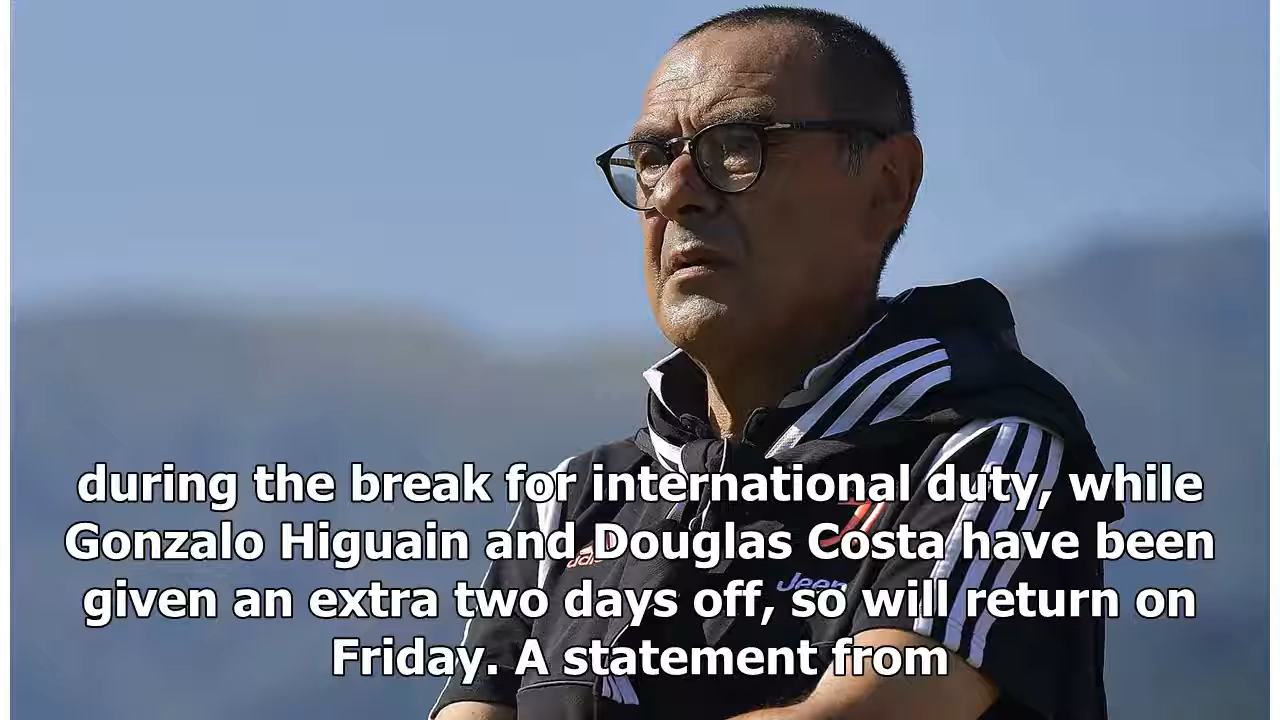 during the break for international duty, while
Gonzalo Higuain and Douglas Costa have been
given an extra two days off, so will return on
Friday. A statement from
Jeep